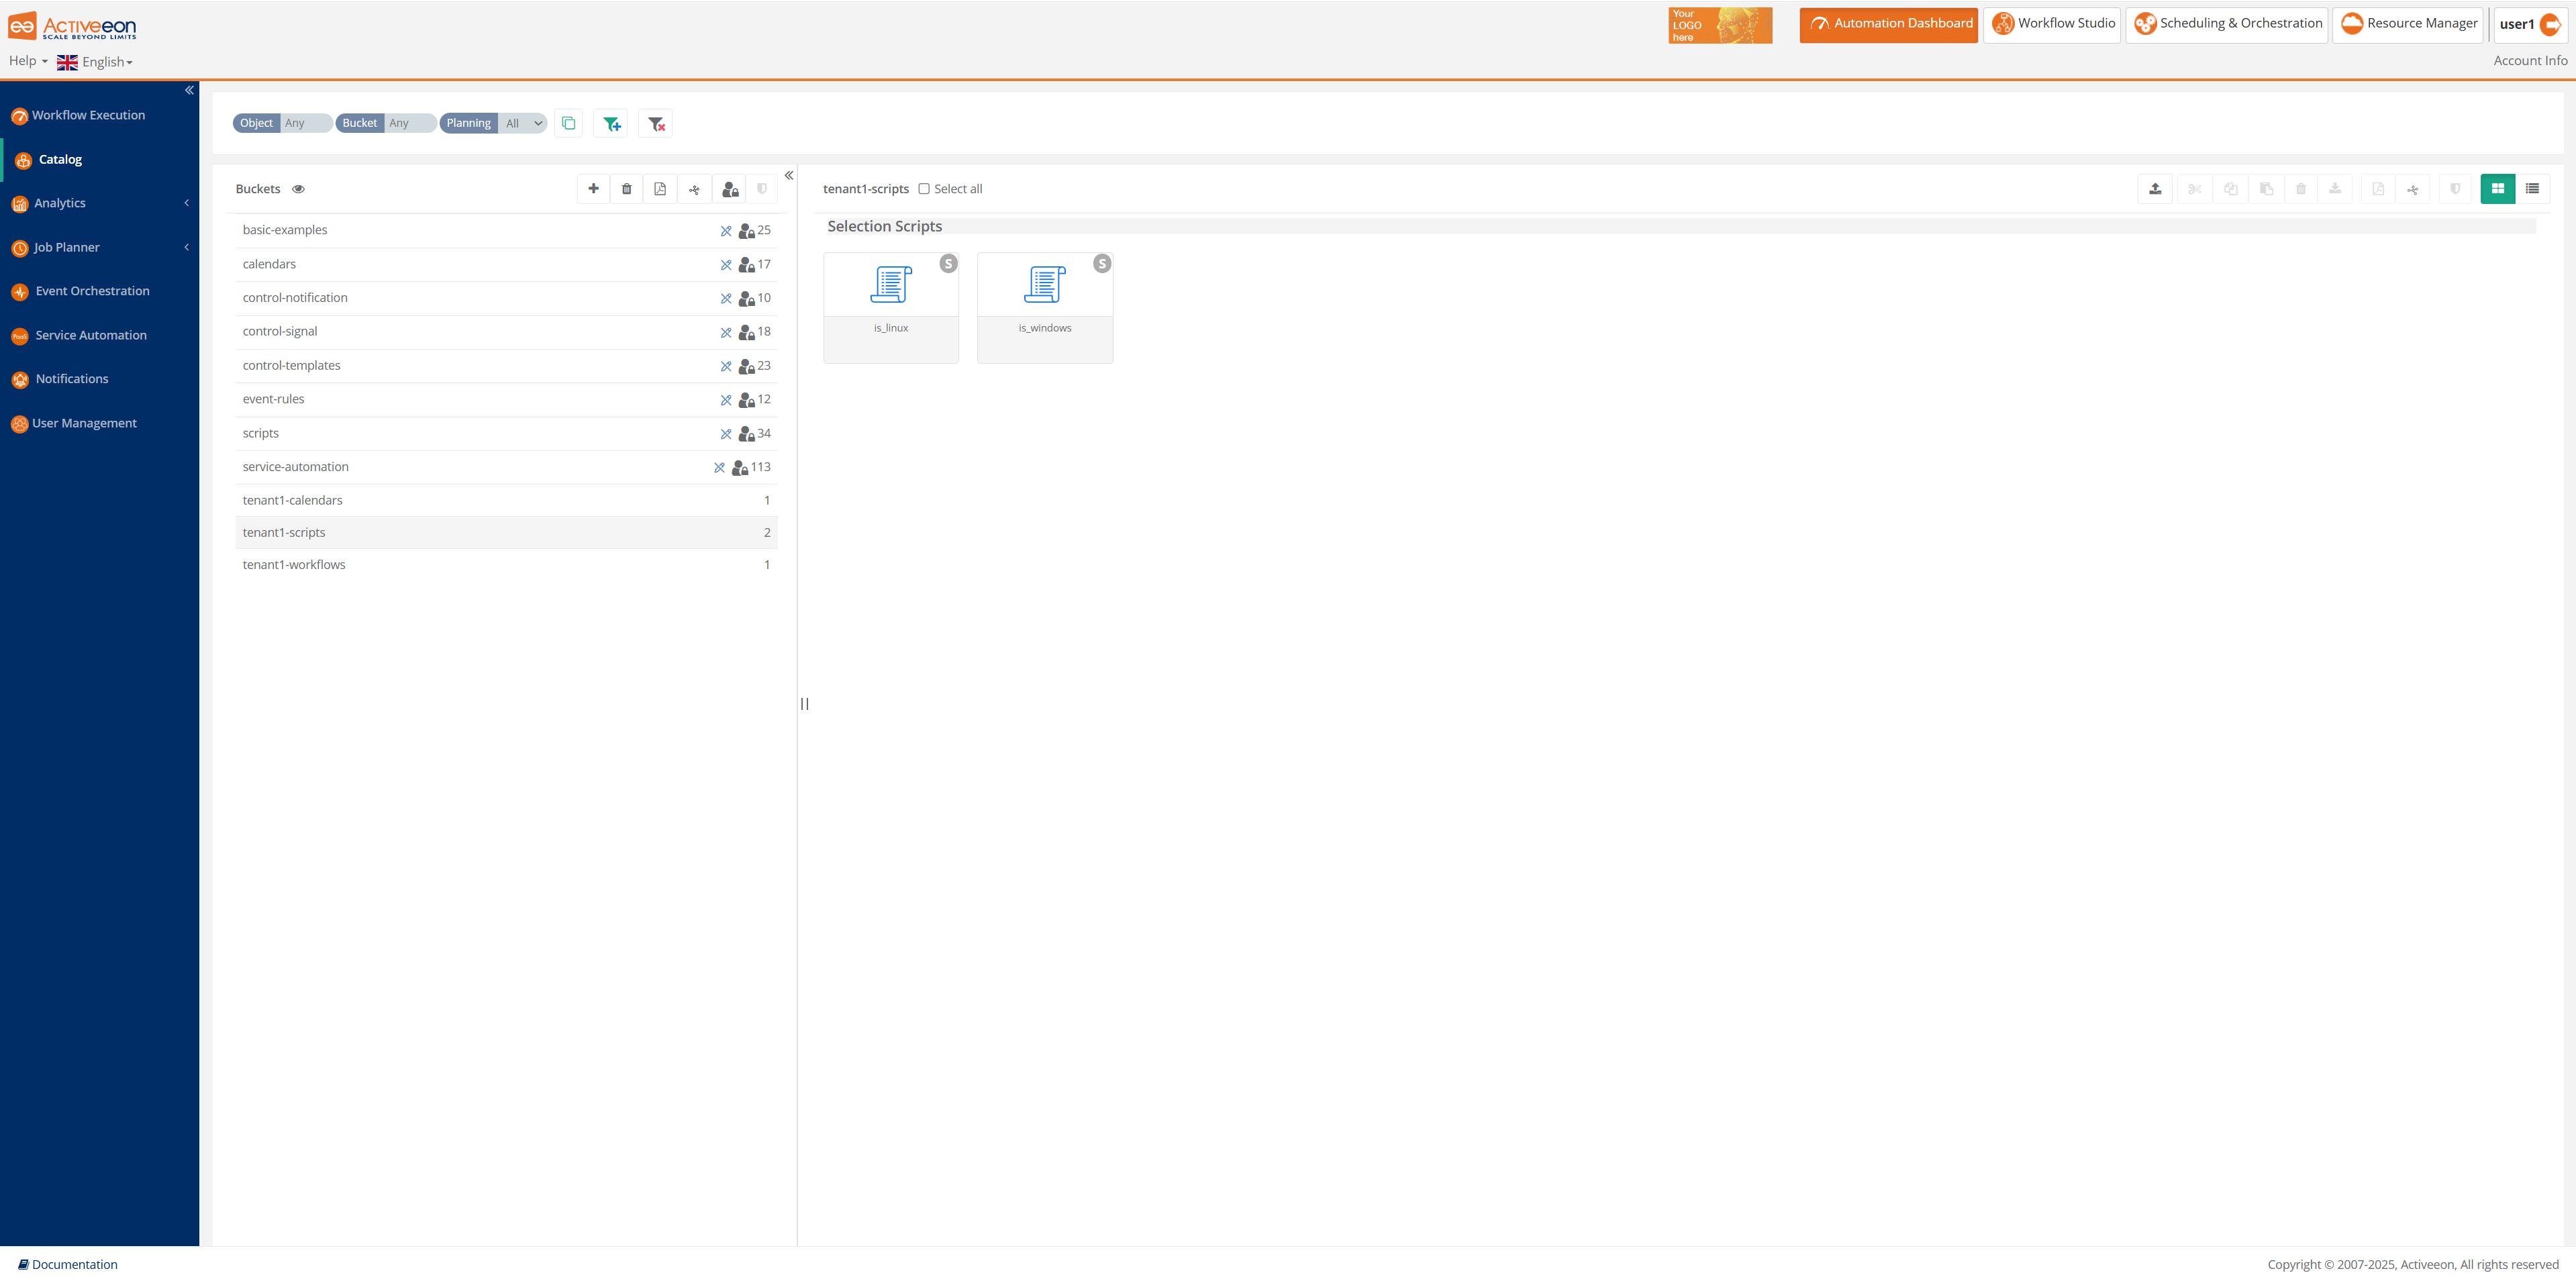 Activeeon
SCALE BEYOND LIMITS
Your
LOGO
here
Automation Dashboard
Workflow Studio
Scheduling & Orchestration
Resource Manager
user1
Help
English
Account Info
Workflow Execution
Catalog
Analytics
Job Planner
Event Orchestration
PaaS
Service Automation
Notifications
User Management
Object Any
Bucket Any
Planning All
Buckets
basic-examples 25
calendars 17
control-notification 10
control-signal 18
control-templates 23
event-rules 12
scripts 34
service-automation 113
tenant1-calendars 1
tenant1-scripts 2
tenant1-workflows 1
tenant1-scripts Select all
Selection Scripts
S
is_linux
S
is_windows
Documentation
Copyright © 2007-2025, Activeeon, All rights reserved